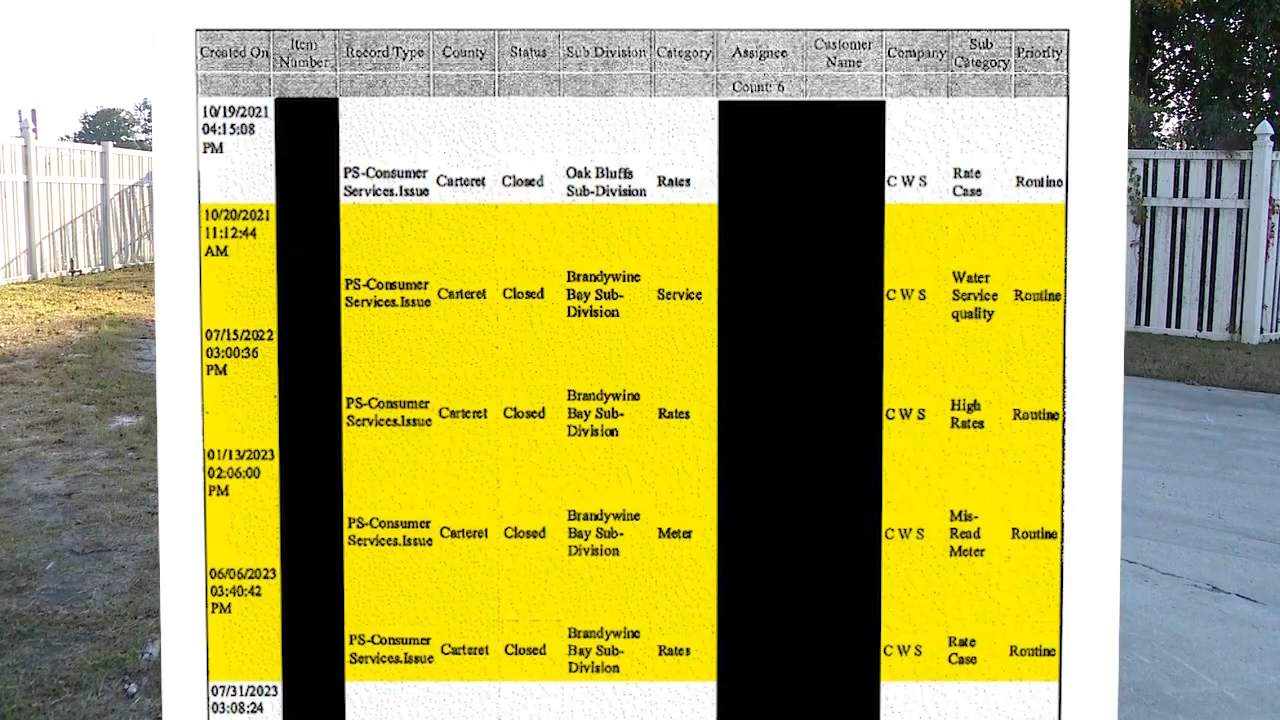 Created On Item Number Record Type County Status Sub Division Category Assignee Customer Name Company Sub Category Priority
Count: 6
10/19/2021
04:15:08
PM
PS-Consumer Services.Issue Carteret Closed Oak Bluffs Sub-Division Rates C W S Rate Case Routine
10/20/2021
11:12:44
AM
PS-Consumer Services.Issue Carteret Closed Brandywine Bay Sub-Division Service C W S Water Service quality Routine
07/15/2022
03:00:36
PM
PS-Consumer Services.Issue Carteret Closed Brandywine Bay Sub-Division Rates C W S High Rates Routine
01/13/2023
02:06:00
PM
PS-Consumer Services.Issue Carteret Closed Brandywine Bay Sub-Division Meter C W S Mis-Read Meter Routine
06/06/2023
03:40:42
PM
PS-Consumer Services.Issue Carteret Closed Brandywine Bay Sub-Division Rates C W S Rate Case Routine
07/31/2023
03:08:24